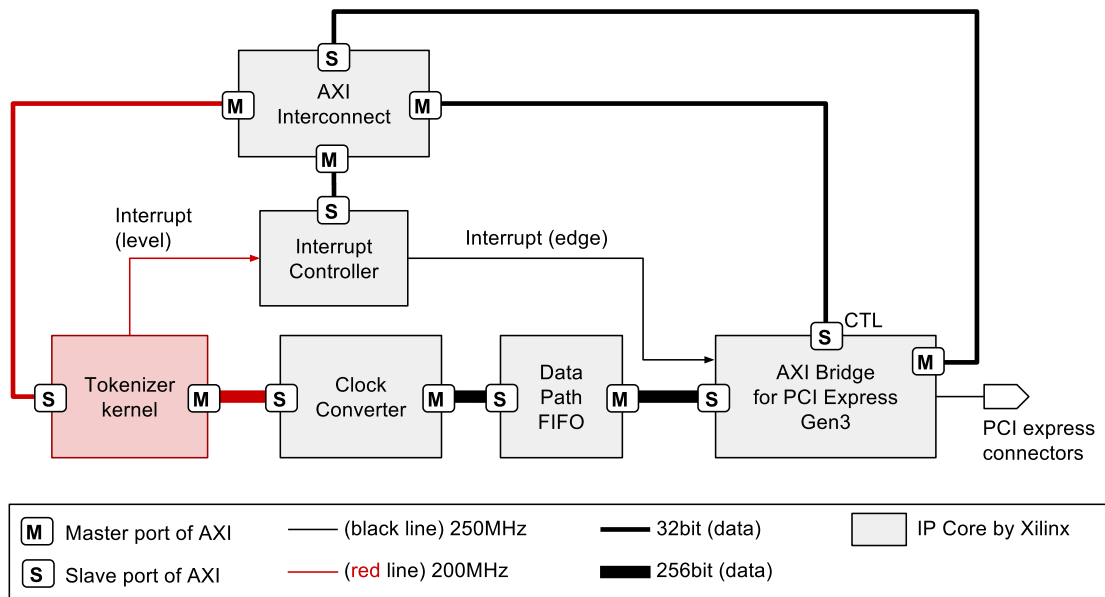 S
AXI
Interconnect
M
M
M
S
Interrupt
(level)
Interrupt
Controller
Interrupt (edge)
CTL
S
Tokenizer
kernel
S
M
S
Clock
Converter
M
S
Data
Path
FIFO
M
S
AXI Bridge
for PCI Express
Gen3
M
PCI express
connectors
M Master port of AXI
(black line) 250MHz
32bit (data)
IP Core by Xilinx
S Slave port of AXI
(red line) 200MHz
256bit (data)